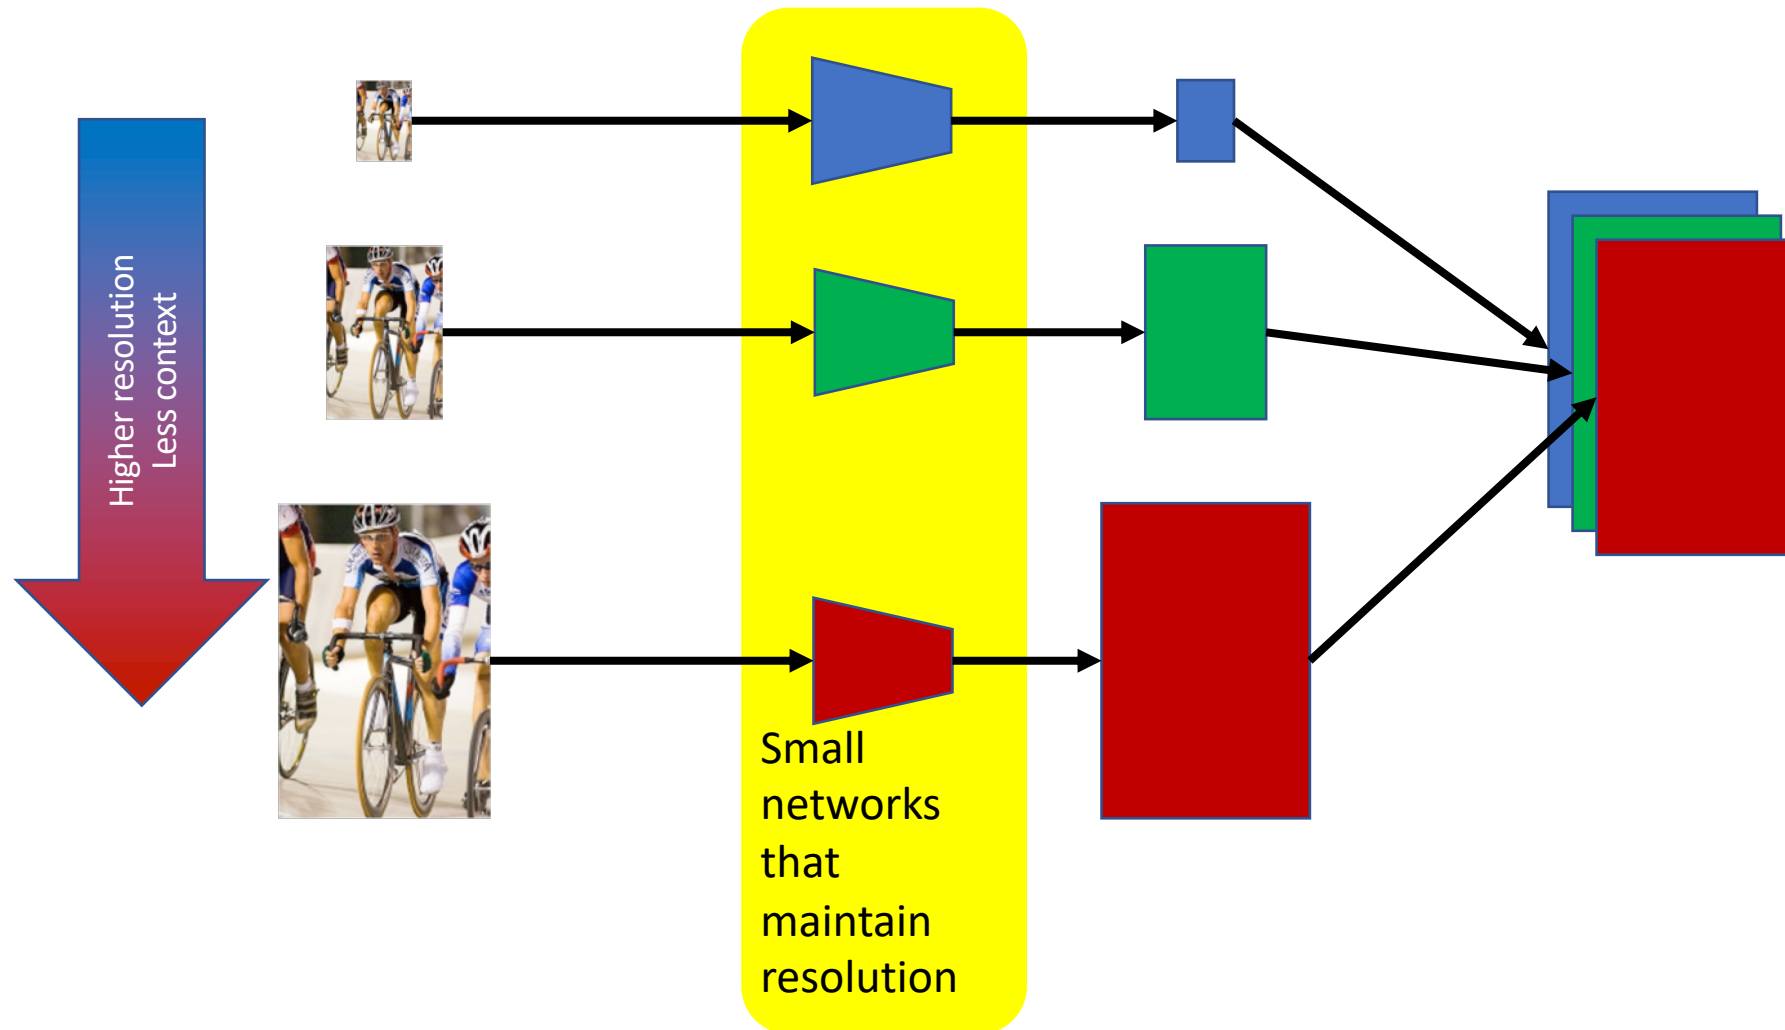 Higher resolution
Less context
Small
networks
that
maintain
resolution